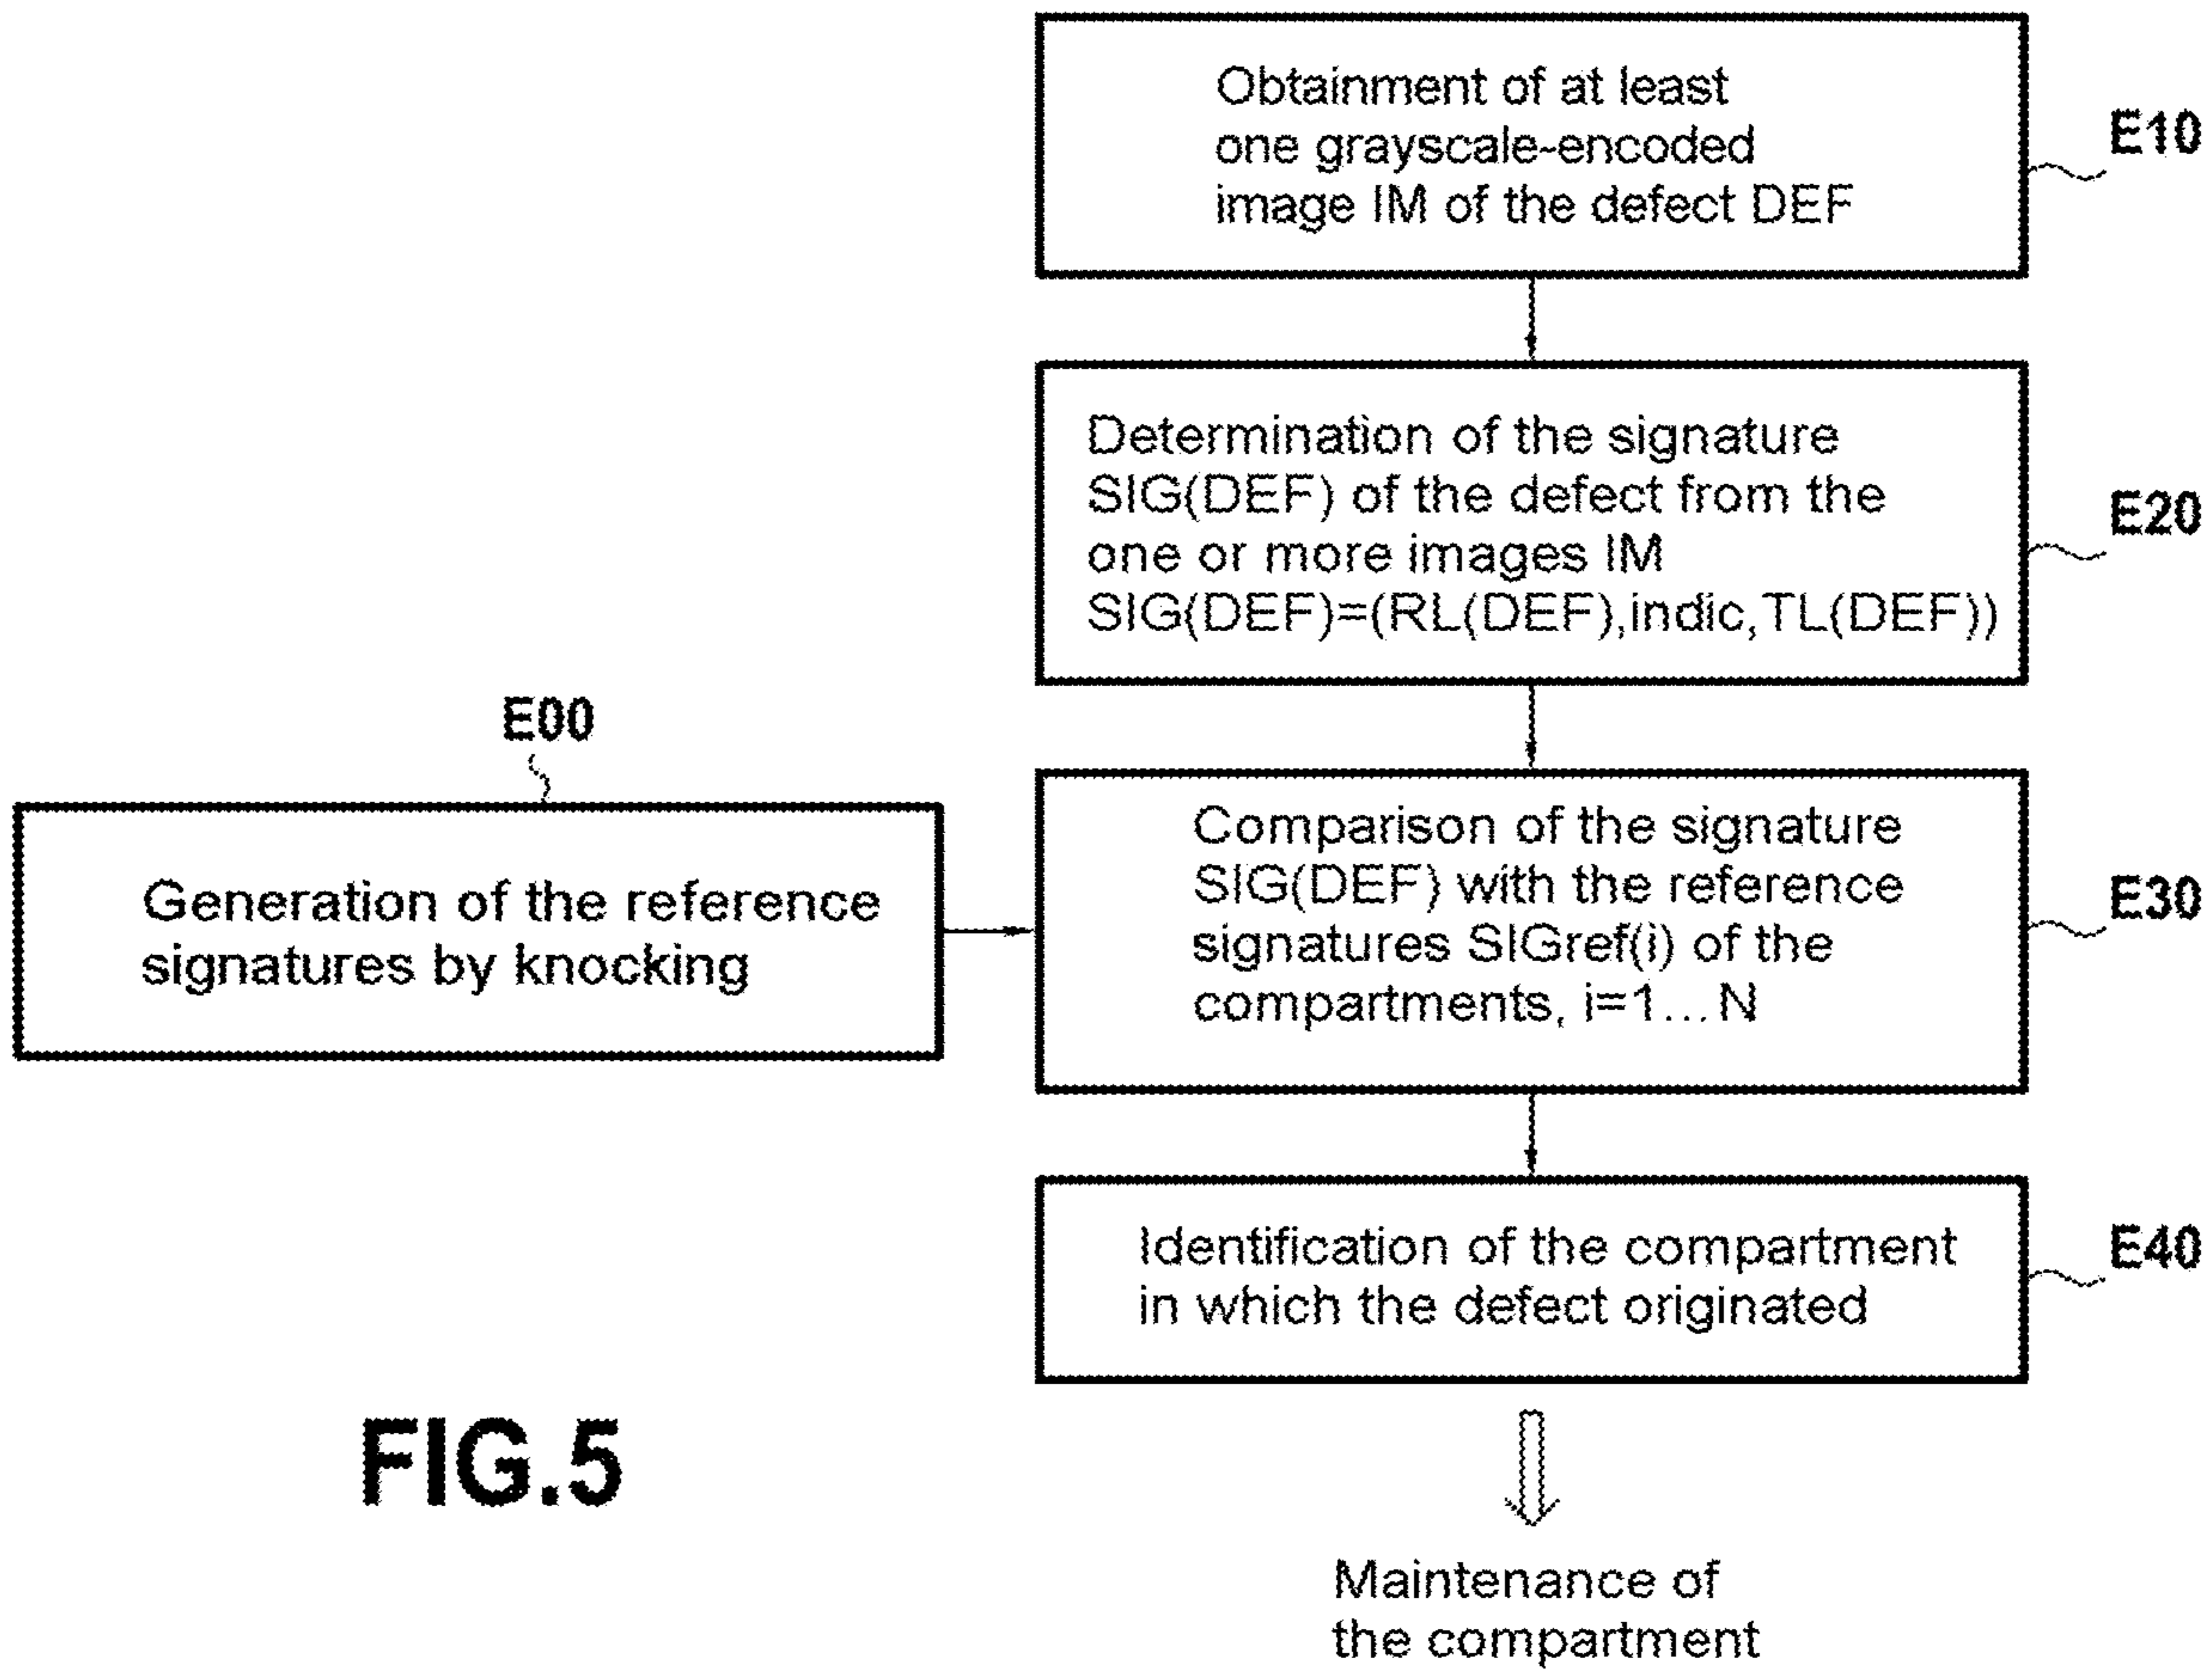 Obtainment of at least
one grayscale-encoded
image IM of the defect DEF
E10
Determination of the signature
SIG(DEF) of the defect from the
one or more images IM
SIG(DEF)=(RL(DEF),indic,TL(DEF))
E20
E00
Generation of the reference
signatures by knocking
Comparison of the signature
SIG(DEF) with the reference
signatures SIGref(i) of the
compartments, i=1...N
E30
Identification of the compartment
in which the defect originated
E40
FIG.5
Maintenance of
the compartment